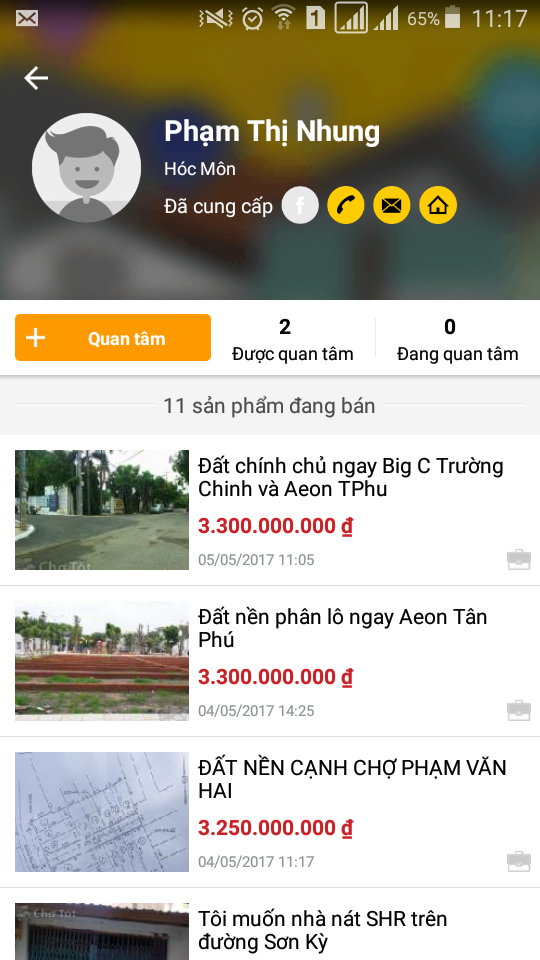 65% 11:17
Phạm Thị Nhung
Hóc Môn
Đã cung cấp
Quan tâm
2
Được quan tâm
0
Đang quan tâm
11 sản phẩm đang bán
Đất chính chủ ngay Big C Trường
Chinh và Aeon TPhu
3.300.000.000 ₫
05/05/2017 11:05
Chợ Tốt
Đất nền phân lô ngay Aeon Tân
Phú
3.300.000.000 ₫
04/05/2017 14:25
ĐẤT NỀN CẠNH CHỢ PHẠM VĂN
HAI
3.250.000.000 ₫
04/05/2017 11:17
Chợ Tốt
Tôi muốn nhà nát SHR trên
đường Sơn Kỳ